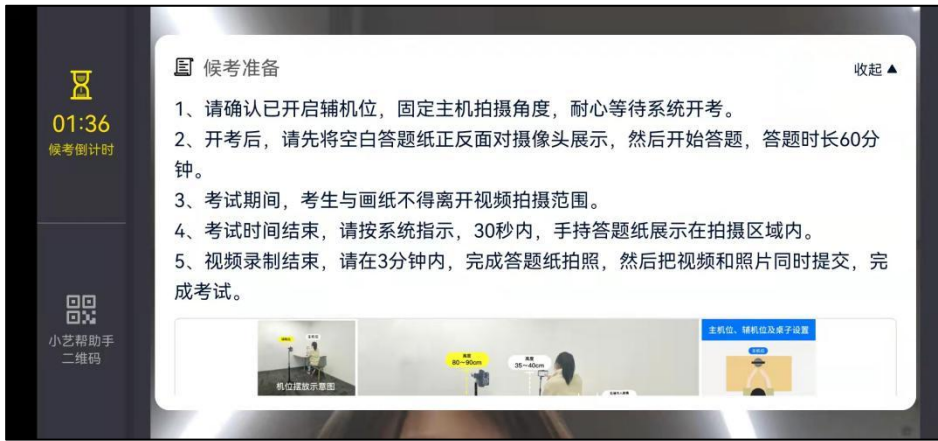 01:36
候考倒计时
小艺帮助手
二维码
候考准备
收起▲
1、请确认已开启辅机位，固定主机拍摄角度，耐心等待系统开考。
2、开考后，请先将空白答题纸正反面对摄像头展示，然后开始答题，答题时长60分
钟。
3、考试期间，考生与画纸不得离开视频拍摄范围。
4、考试时间结束，请按系统指示，30秒内，手持答题纸展示在拍摄区域内。
5、视频录制结束，请在3分钟内，完成答题纸拍照，然后把视频和照片同时提交，完
成考试。
机位摆放示意图
高度
80~90cm
高度
35~40cm
主机位、辅机位及桌子设置